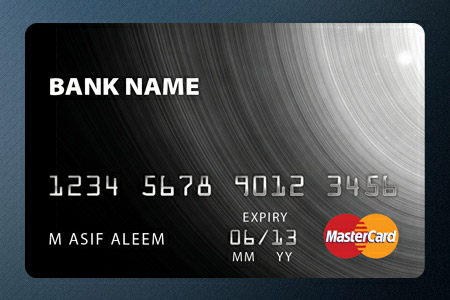 BANK NAME
1234 5678 9012 3456
EXPIRY
M ASIF ALEEM 06/13
MM YY
MasterCard